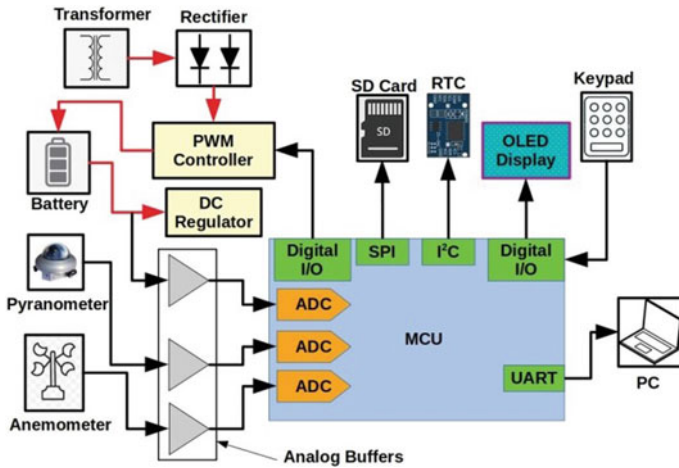 Transformer
Rectifier
SD Card
RTC
Keypad
SD
PWM
Controller
OLED
Display
Battery
DC
Regulator
Digital
I/O
SPI
I²C
Digital
I/O
Pyranometer
ADC
ADC
ADC
MCU
UART
PC
Anemometer
Analog Buffers